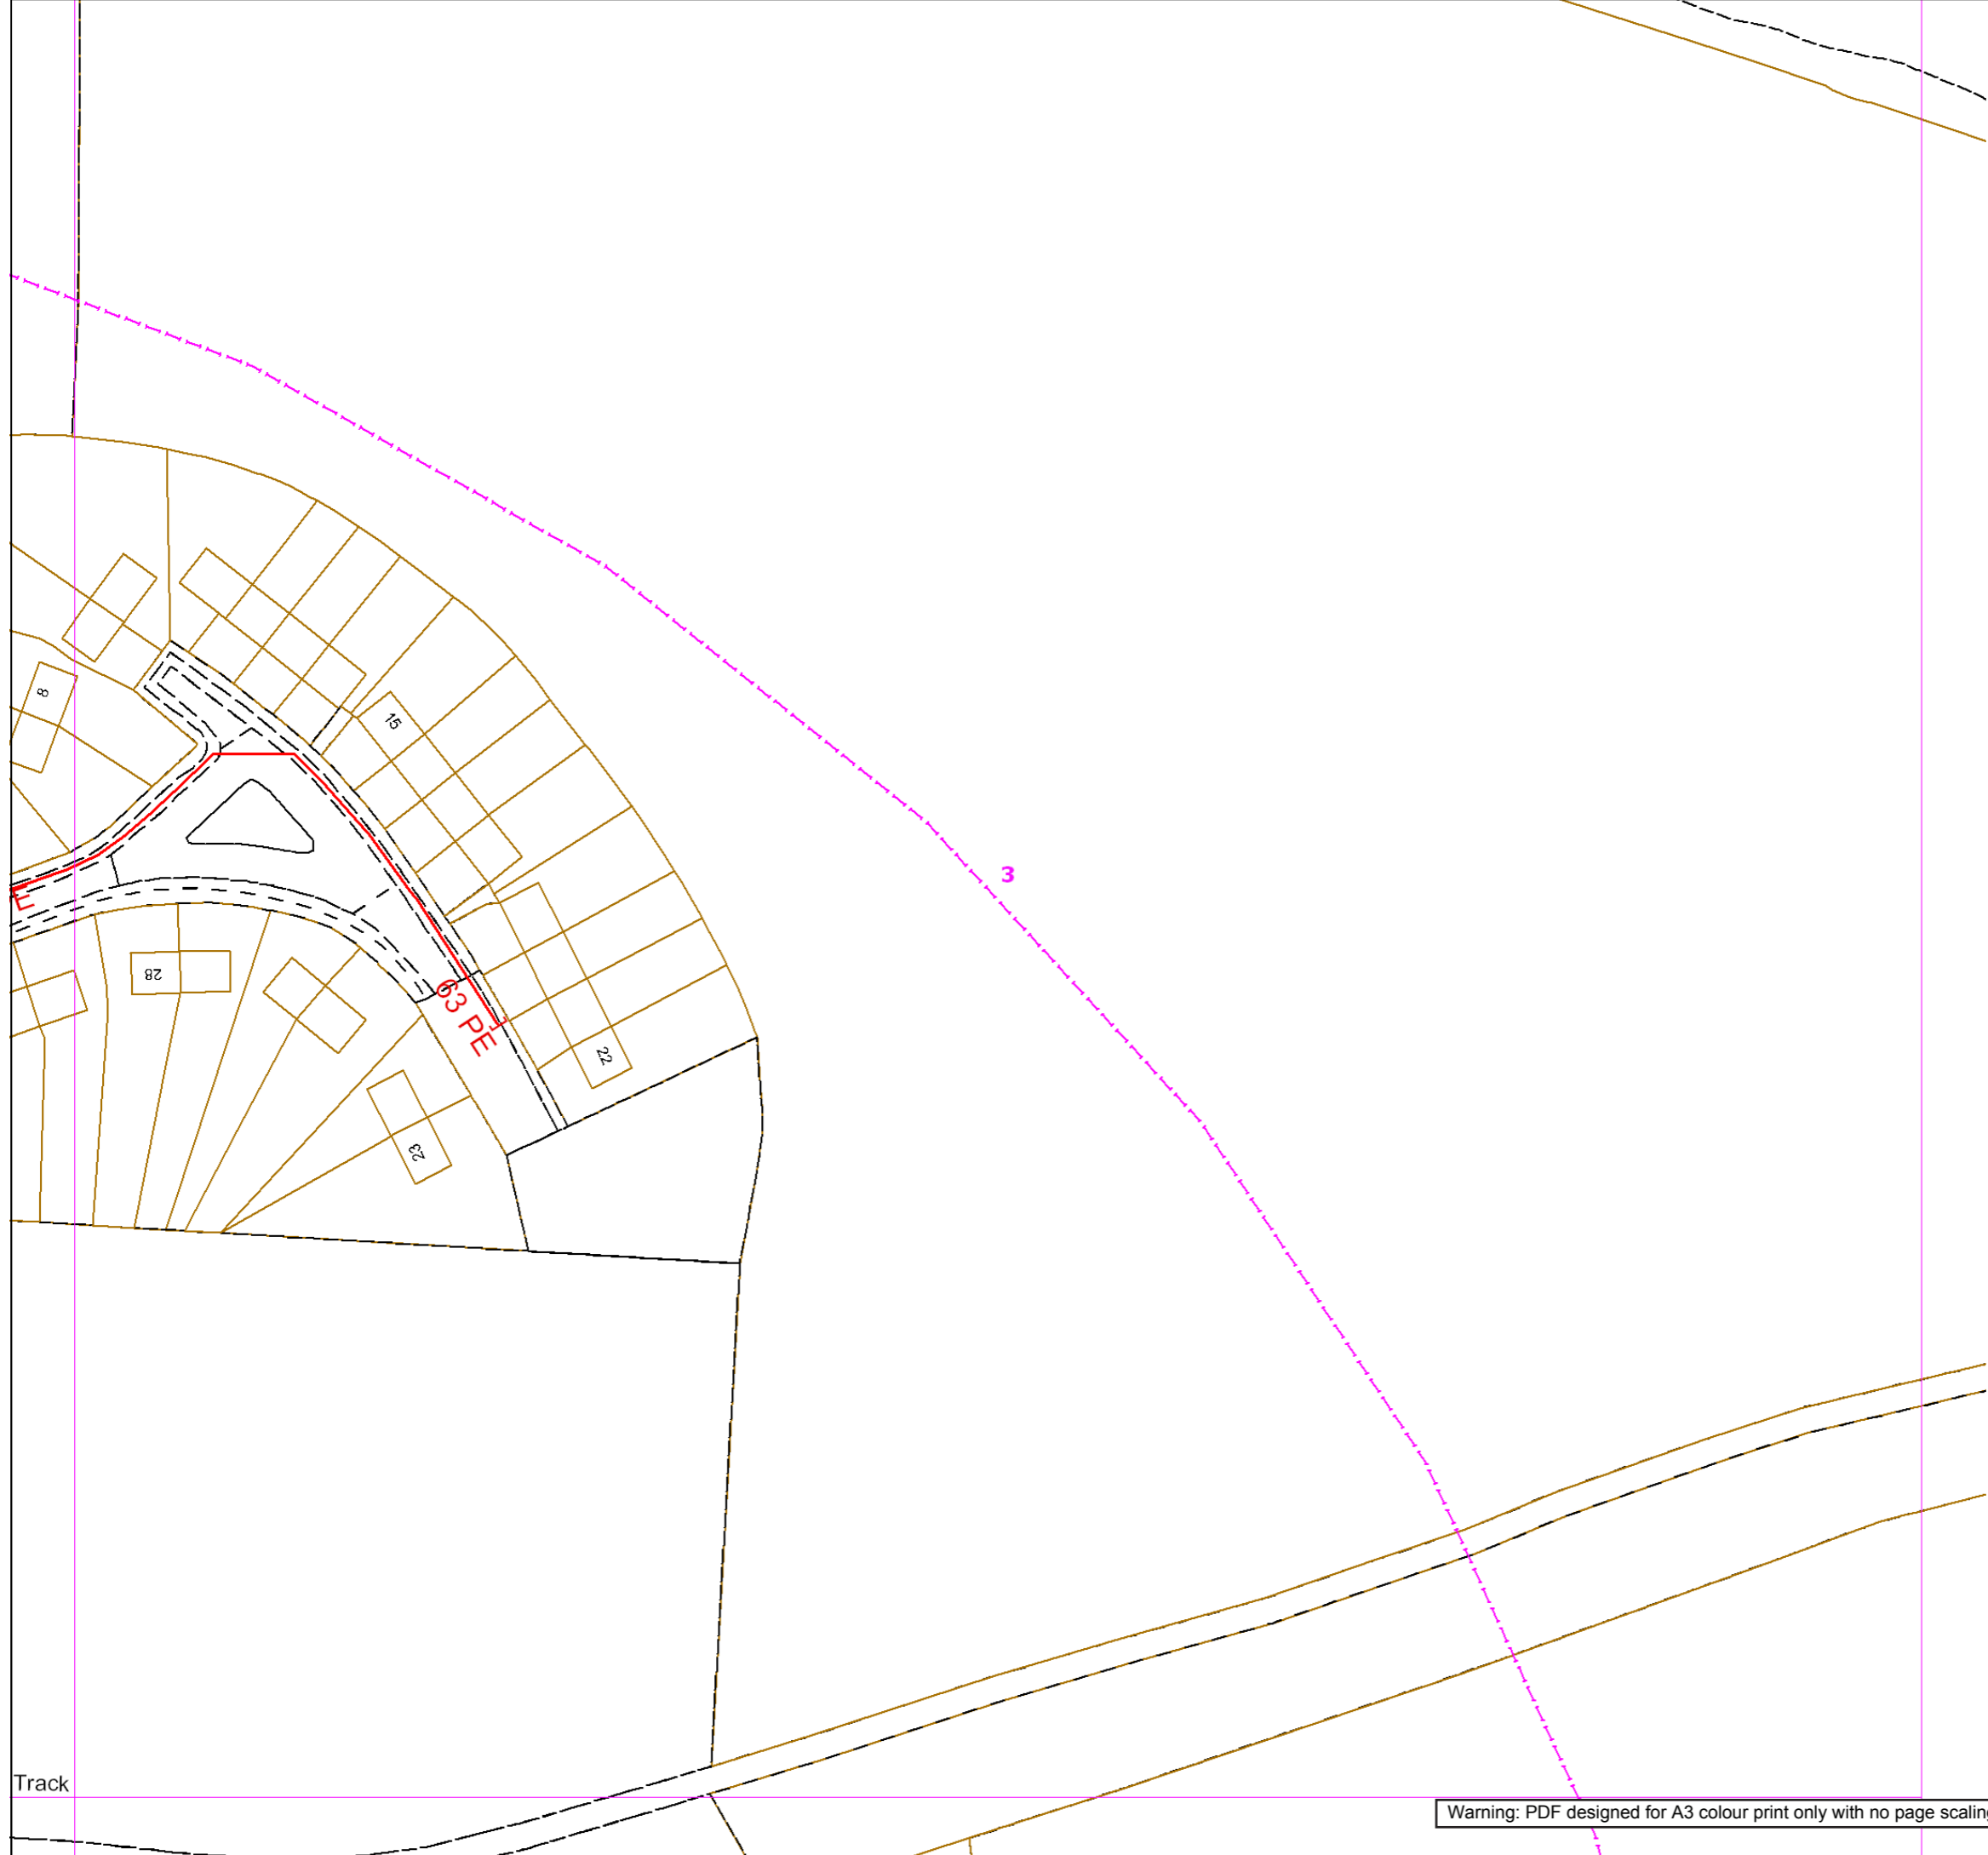 8
15
3
E
28
63 PE
22
23
Track
Warning: PDF designed for A3 colour print only with no page scaling